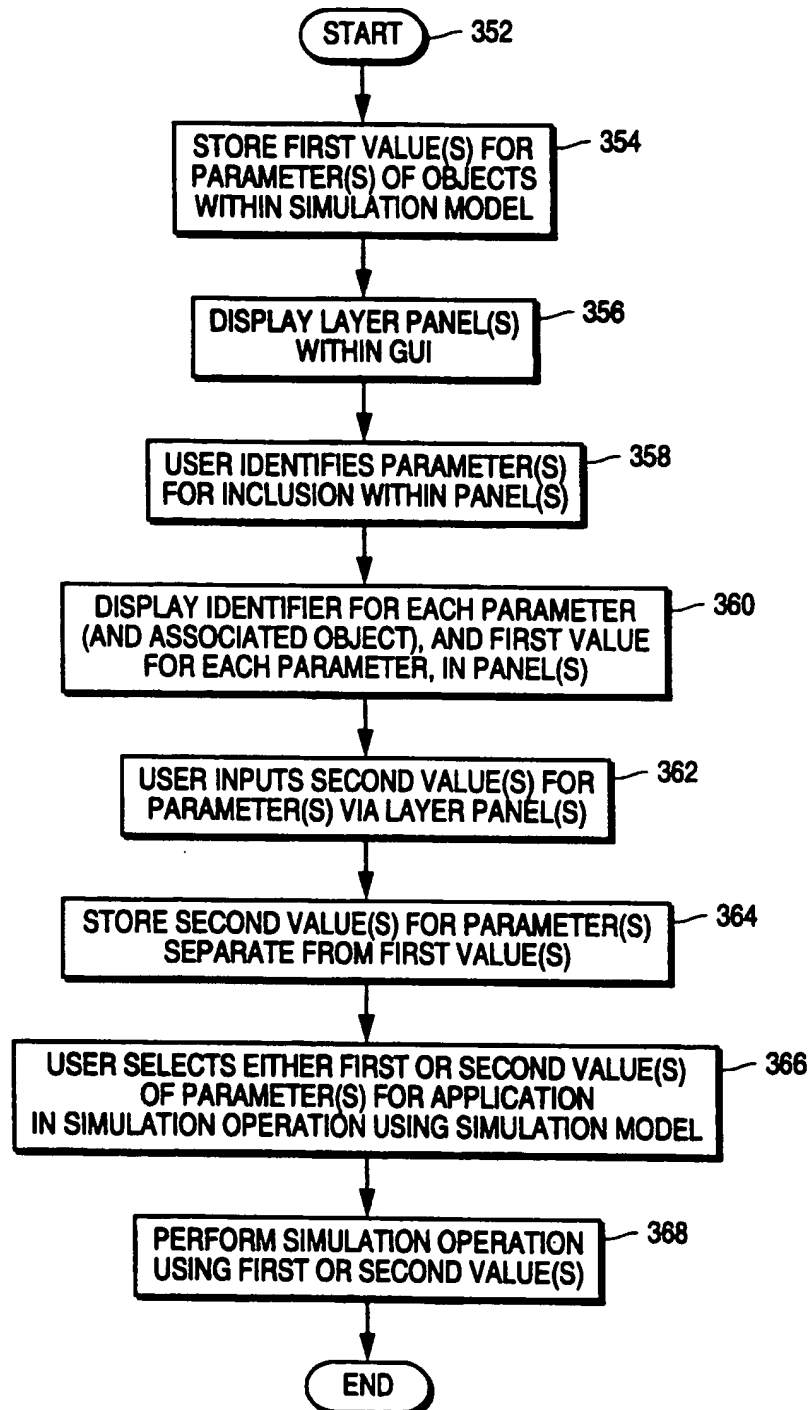 START
352
STORE FIRST VALUE(S) FOR
PARAMETER(S) OF OBJECTS
WITHIN SIMULATION MODEL
354
DISPLAY LAYER PANEL(S)
WITHIN GUI
356
USER IDENTIFIES PARAMETER(S)
FOR INCLUSION WITHIN PANEL(S)
358
DISPLAY IDENTIFIER FOR EACH PARAMETER
(AND ASSOCIATED OBJECT), AND FIRST VALUE
FOR EACH PARAMETER, IN PANEL(S)
360
USER INPUTS SECOND VALUE(S) FOR
PARAMETER(S) VIA LAYER PANEL(S)
362
STORE SECOND VALUE(S) FOR PARAMETER(S)
SEPARATE FROM FIRST VALUE(S)
364
USER SELECTS EITHER FIRST OR SECOND VALUE(S)
OF PARAMETER(S) FOR APPLICATION
IN SIMULATION OPERATION USING SIMULATION MODEL
366
PERFORM SIMULATION OPERATION
USING FIRST OR SECOND VALUE(S)
368
END